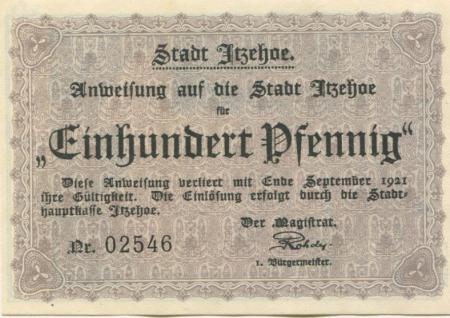 Stadt Itzehoe.
Anweisung auf die Stadt Itzehoe
für
„Einhundert Pfennig“
Diese Anweisung verliert mit Ende September 1921
ihre Gültigkeit. Die Einlösung erfolgt durch die Stadt-
hauptkasse Itzehoe.
Der Magistrat.
Nr. 02546
Rohde,
1. Bürgermeister.